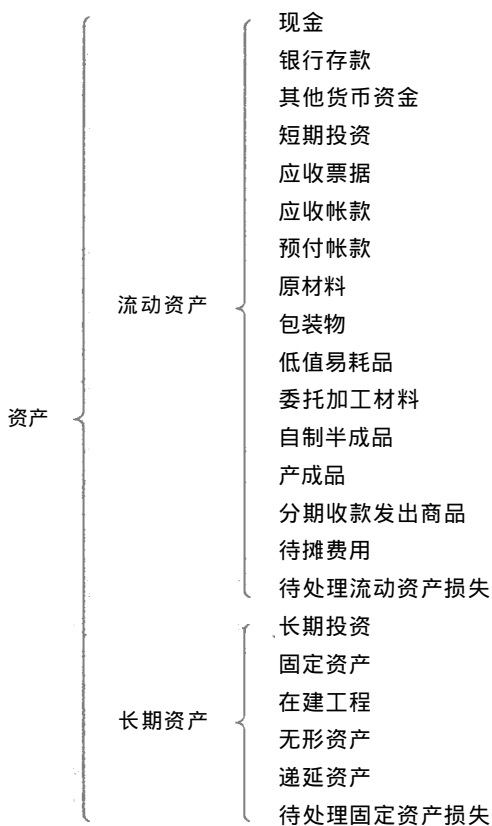 资产
流动资产
现金
银行存款
其他货币资金
短期投资
应收票据
应收帐款
预付帐款
原材料
包装物
低值易耗品
委托加工材料
自制半成品
产成品
分期收款发出商品
待摊费用
待处理流动资产损失
长期资产
长期投资
固定资产
在建工程
无形资产
递延资产
待处理固定资产损失